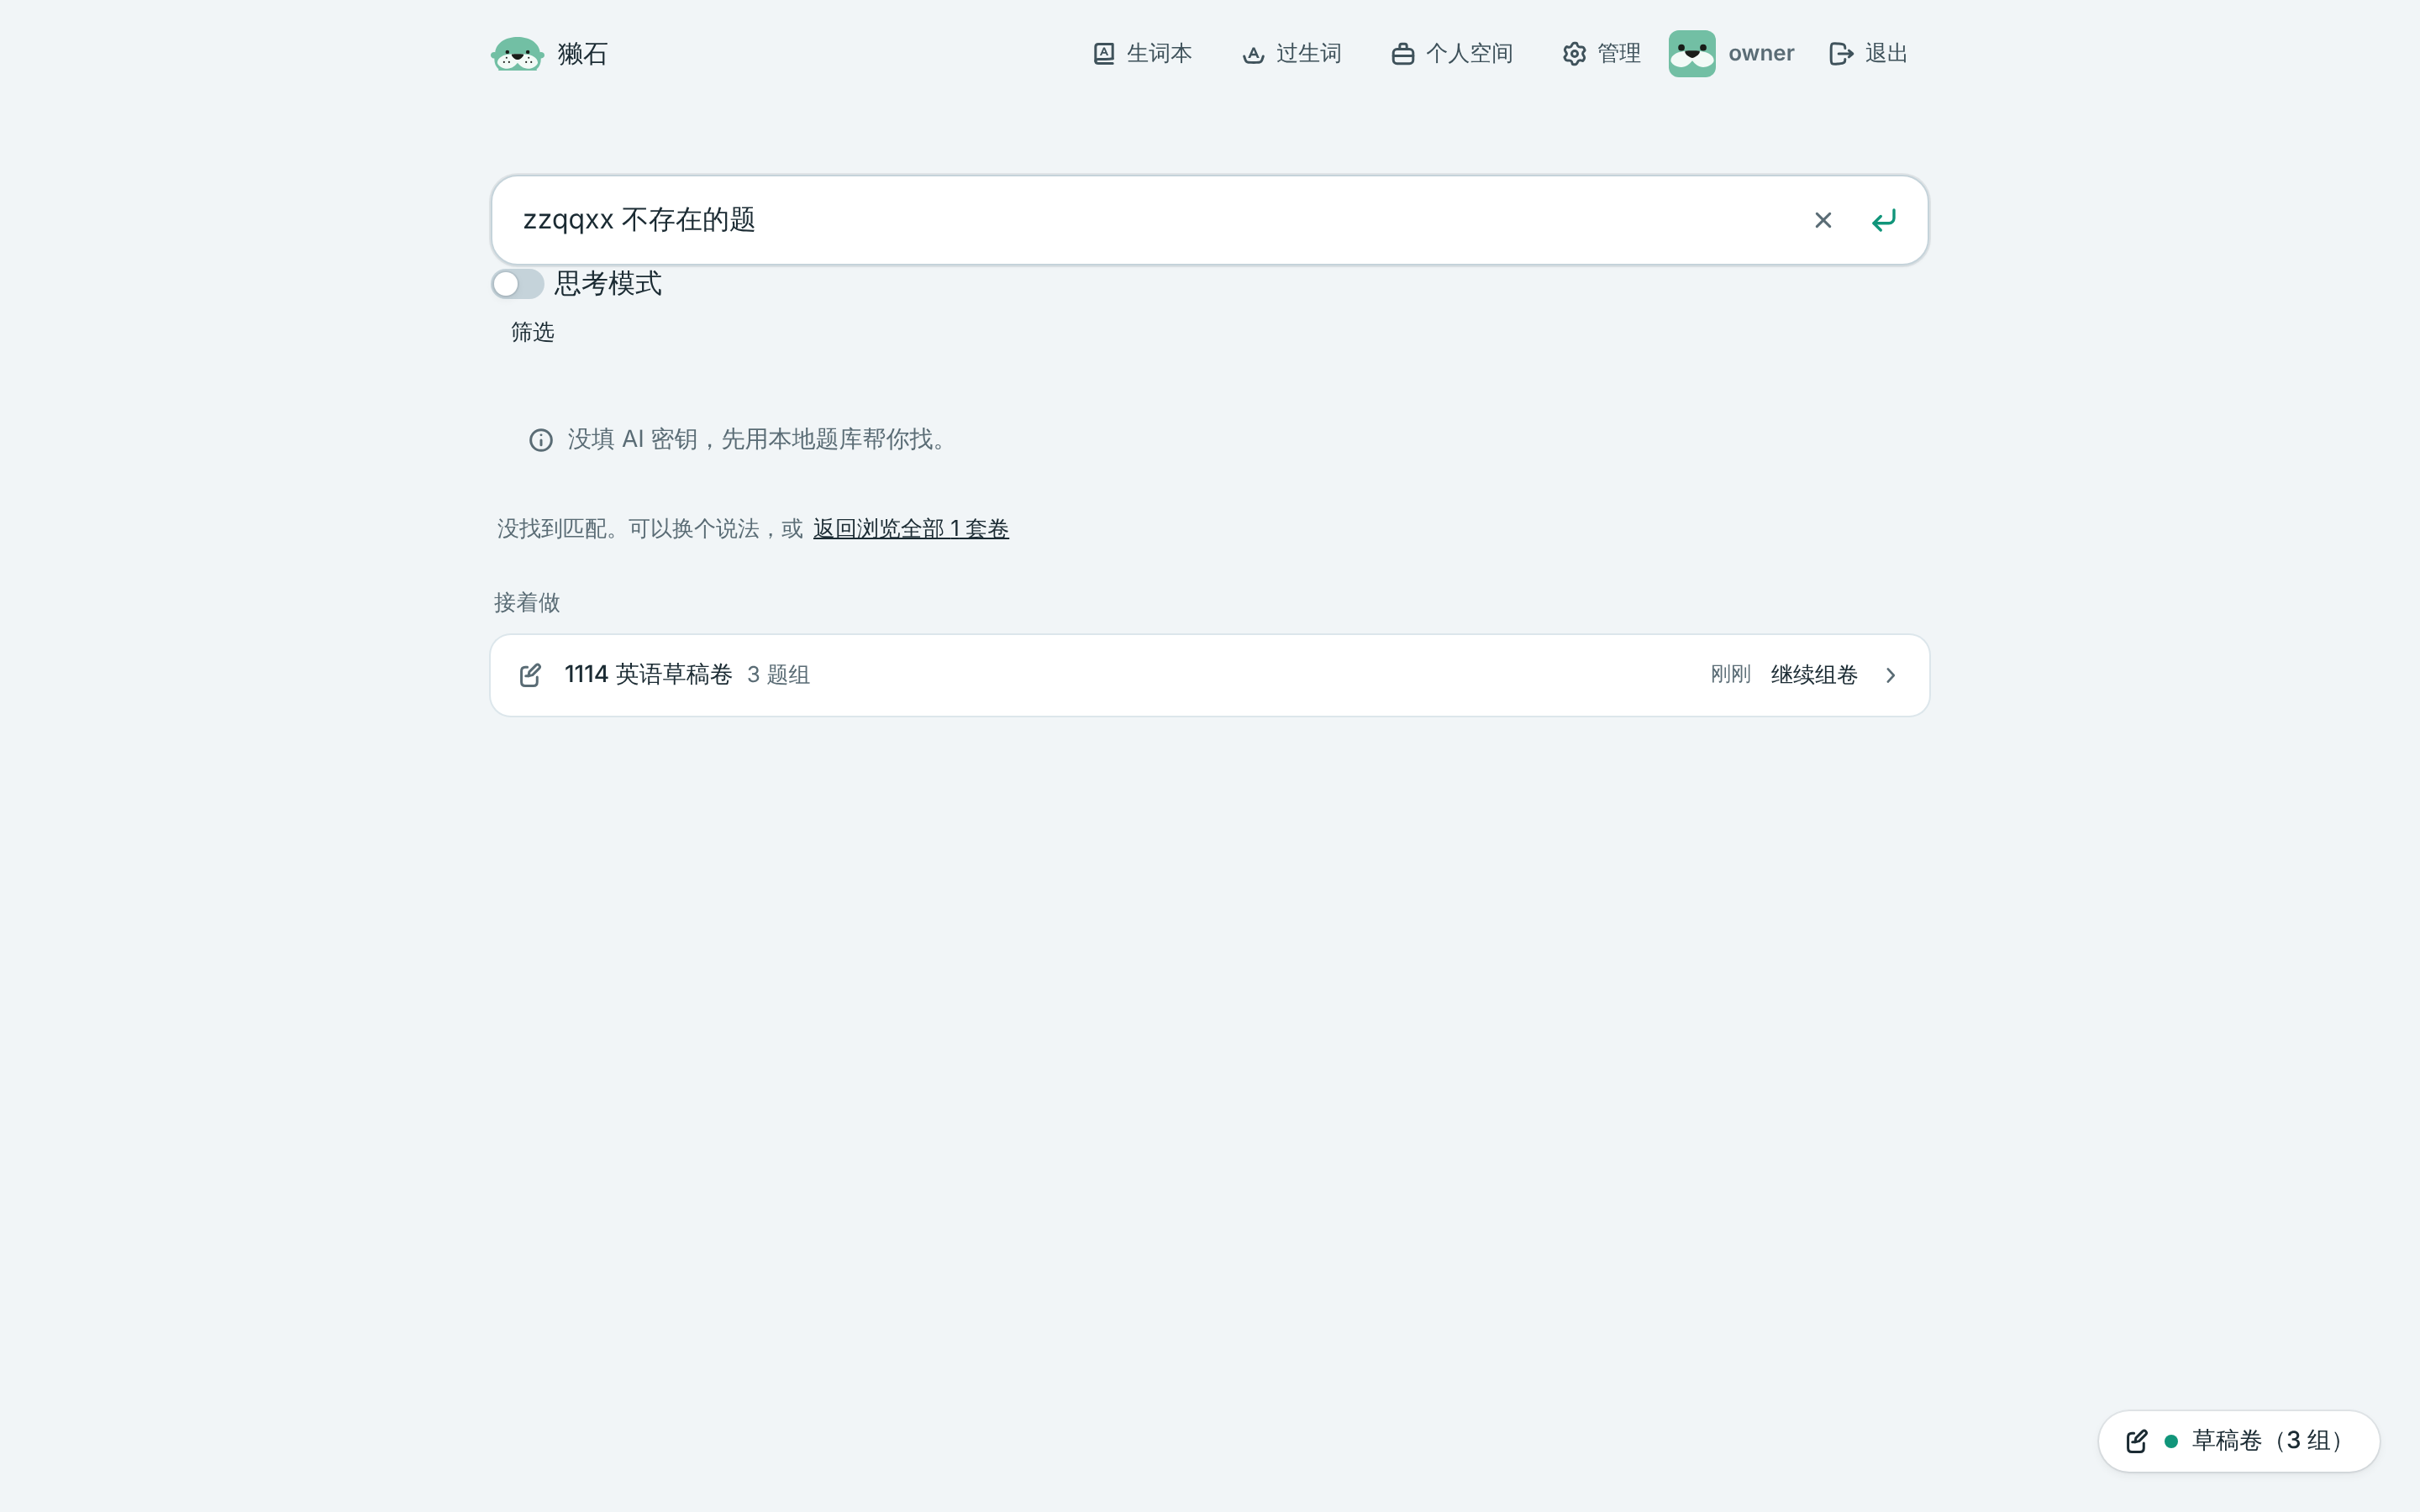 獭石 生词本 过生词 个人空间 管理 owner 退出
zzqqxx 不存在的题
思考模式
筛选
没填 AI 密钥，先用本地题库帮你找。
没找到匹配。可以换个说法，或 返回浏览全部 1 套卷
接着做
1114 英语草稿卷 3 题组 刚刚 继续组卷
草稿卷（3 组）